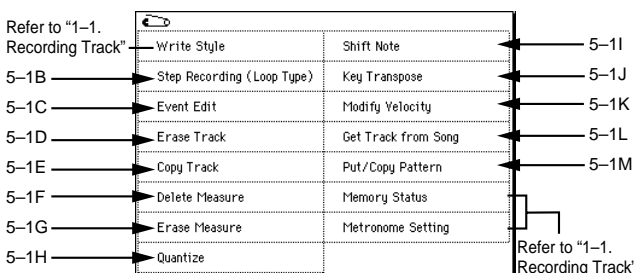 Refer to “1–1.
Recording Track”
Write Style
Shift Note
5–1I
5–1B
Step Recording (Loop Type)
Key Transpose
5–1J
5–1C
Event Edit
Modify Velocity
5–1K
5–1D
Erase Track
Get Track from Song
5–1L
5–1E
Copy Track
Put/Copy Pattern
5–1M
5–1F
Delete Measure
Memory Status
5–1G
Erase Measure
Metronome Setting
5–1H
Quantize
Refer to “1–1.
Recording Track”